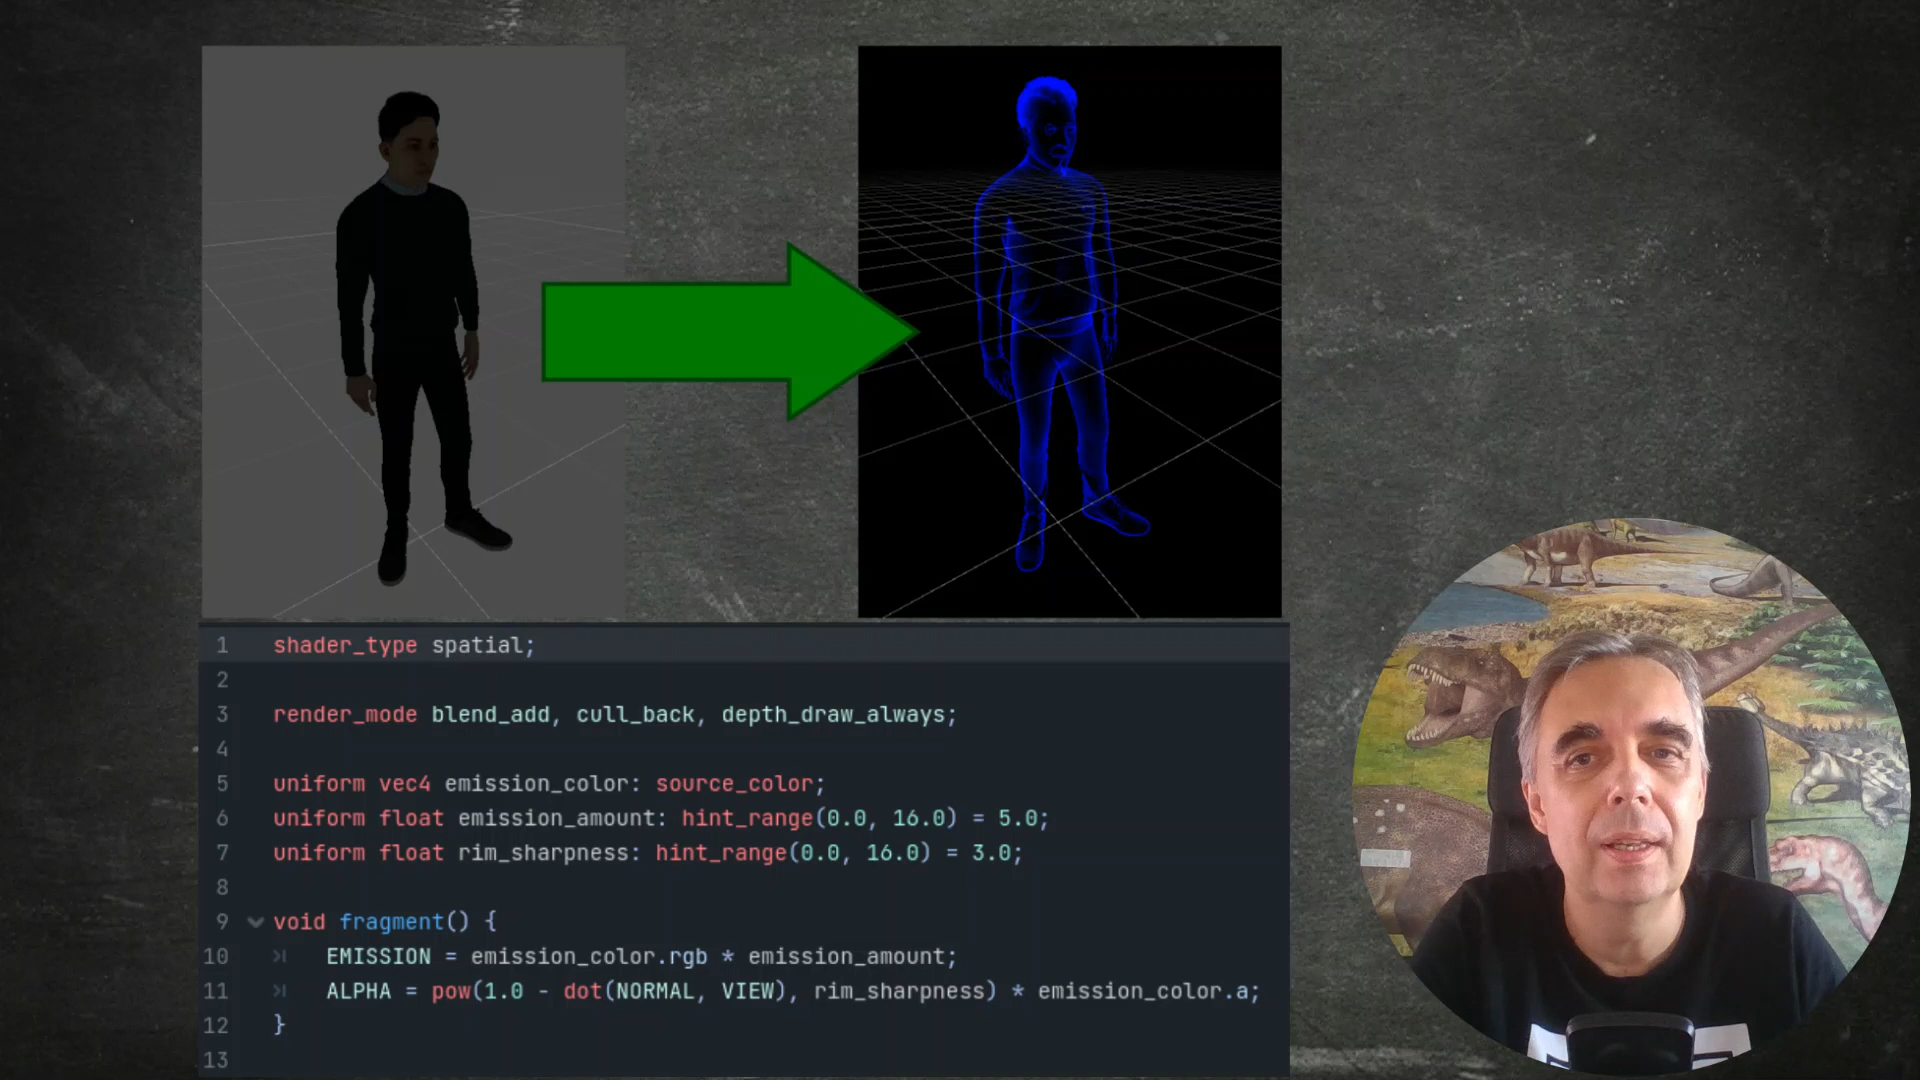 1 shader_type spatial;
2
3 render_mode blend_add, cull_back, depth_draw_always;
4
5 uniform vec4 emission_color: source_color;
6 uniform float emission_amount: hint_range(0.0, 16.0) = 5.0;
7 uniform float rim_sharpness: hint_range(0.0, 16.0) = 3.0;
8
9 void fragment() {
10 EMISSION = emission_color.rgb * emission_amount;
11 ALPHA = pow(1.0 - dot(NORMAL, VIEW), rim_sharpness) * emission_color.a;
12 }
13